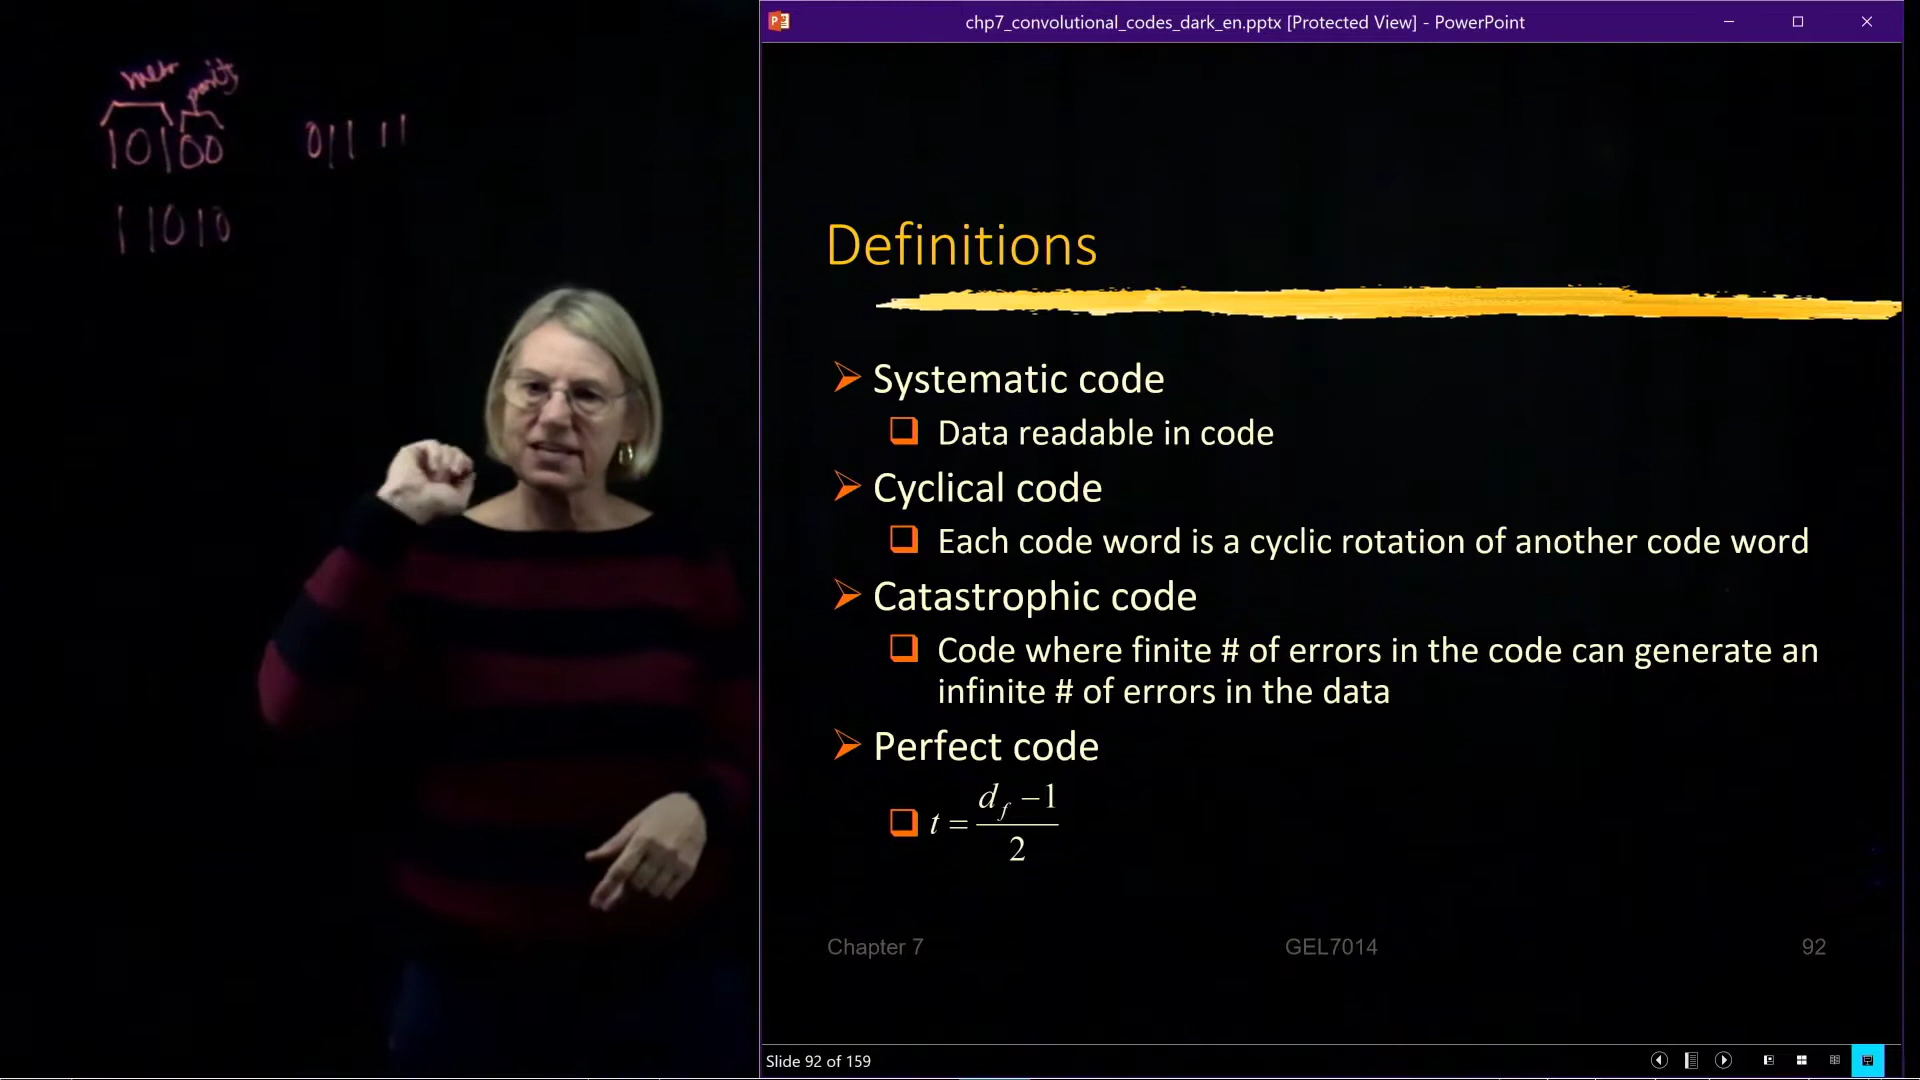 parity
10100 011 11
11010
chp7_convolutional_codes_dark_en.pptx [Protected View] - PowerPoint
Definitions
Systematic code
Data readable in code
Cyclical code
Each code word is a cyclic rotation of another code word
Catastrophic code
Code where finite # of errors in the code can generate an
infinite # of errors in the data
Perfect code
t = (d_f − 1) / 2
Chapter 7 GEL7014 92
Slide 92 of 159